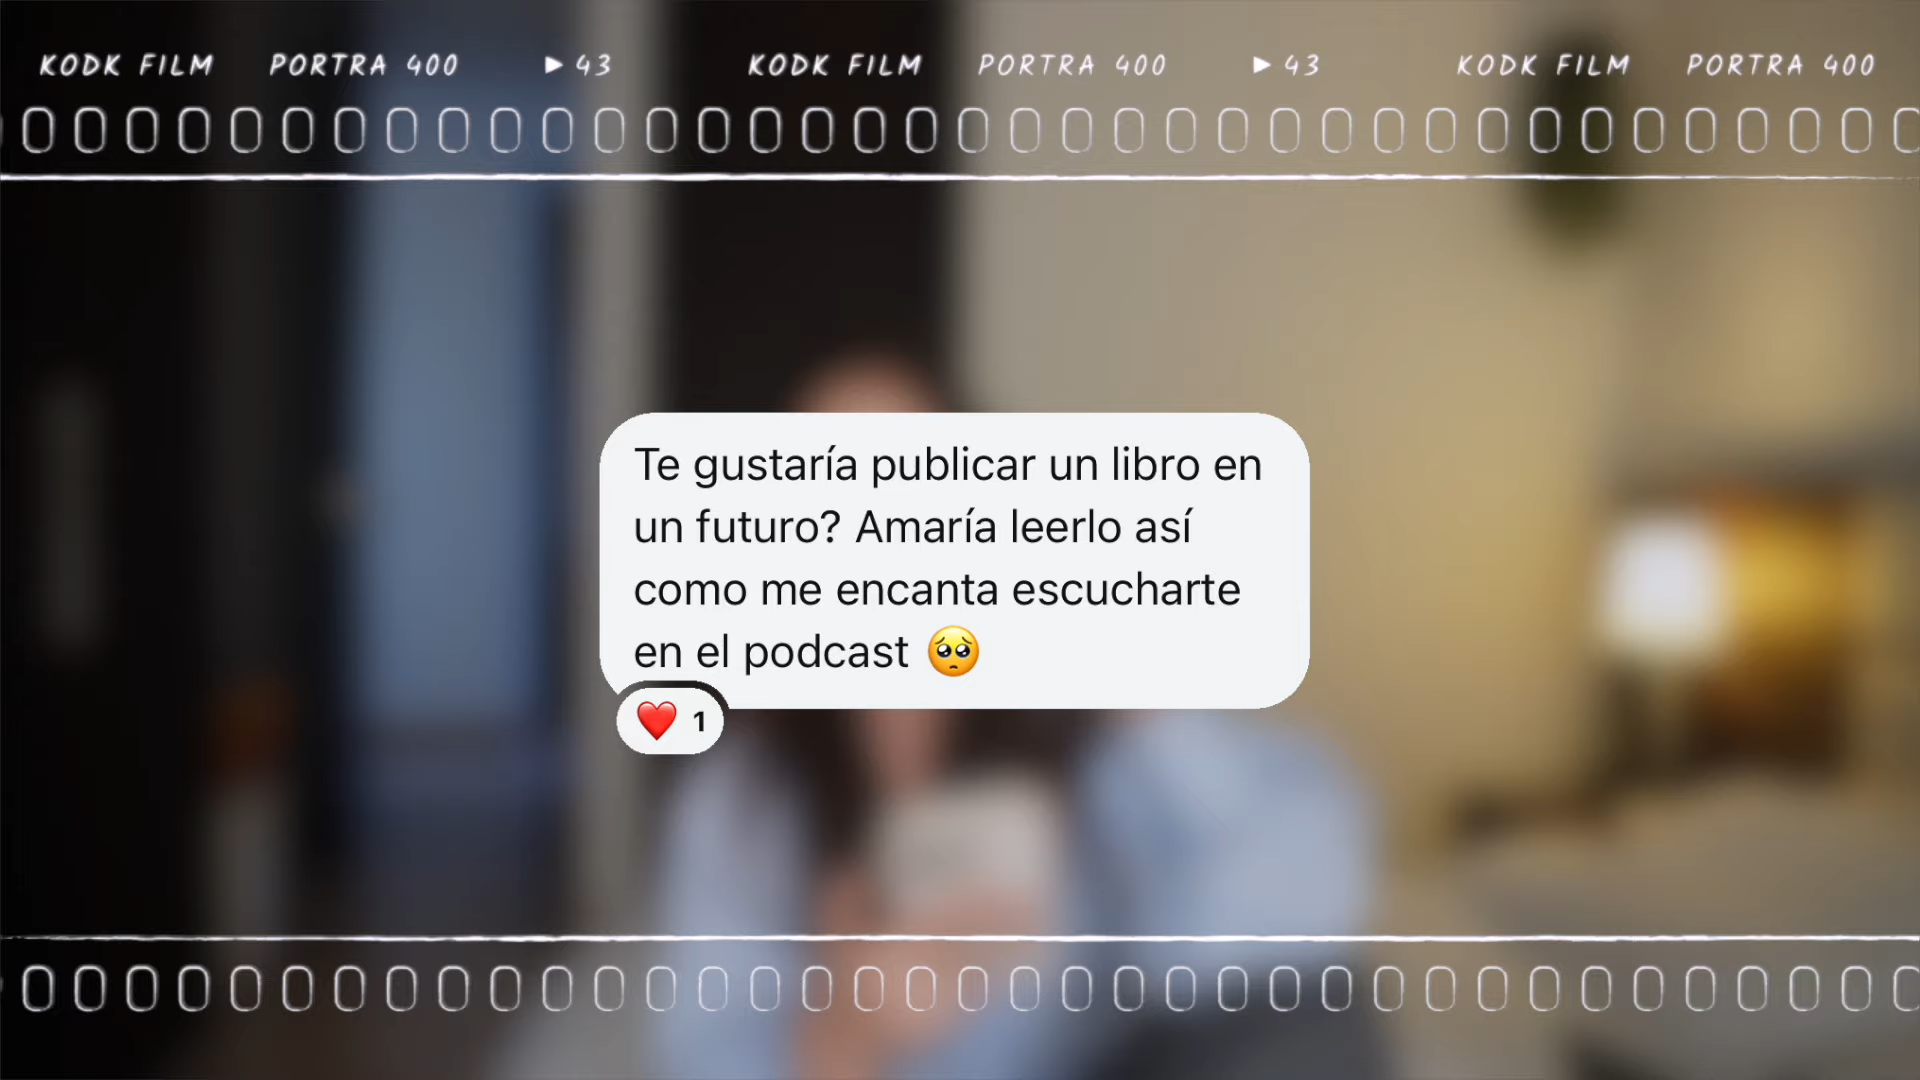 KODK FILM PORTRA 400 ▶ 43 KODK FILM PORTRA 400 ▶ 43 KODK FILM PORTRA 400
Te gustaría publicar un libro en
un futuro? Amaría leerlo así
como me encanta escucharte
en el podcast 🥺
❤️ 1